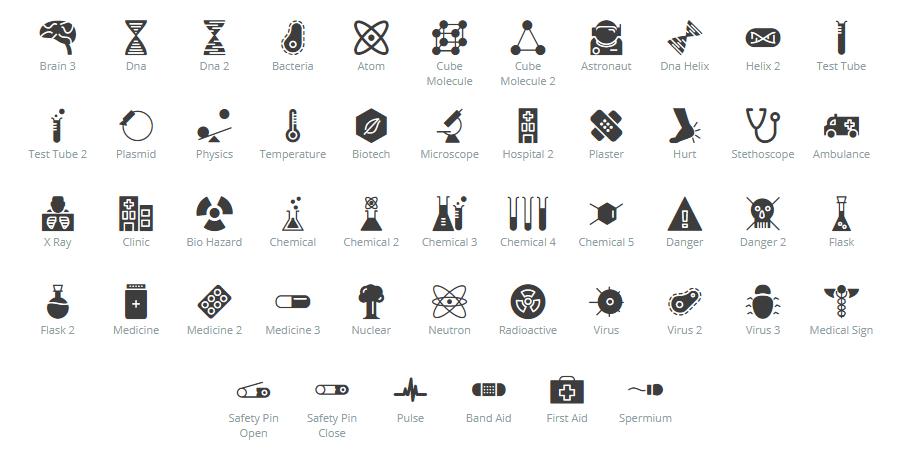 Brain 3 Dna Dna 2 Bacteria Atom Cube Molecule Cube Molecule 2 Astronaut Dna Helix Helix 2 Test Tube
Test Tube 2 Plasmid Physics Temperature Biotech Microscope Hospital 2 Plaster Hurt Stethoscope Ambulance
X Ray Clinic Bio Hazard Chemical Chemical 2 Chemical 3 Chemical 4 Chemical 5 Danger Danger 2 Flask
Flask 2 Medicine Medicine 2 Medicine 3 Nuclear Neutron Radioactive Virus Virus 2 Virus 3 Medical Sign
Safety Pin Open Safety Pin Close Pulse Band Aid First Aid Spermium